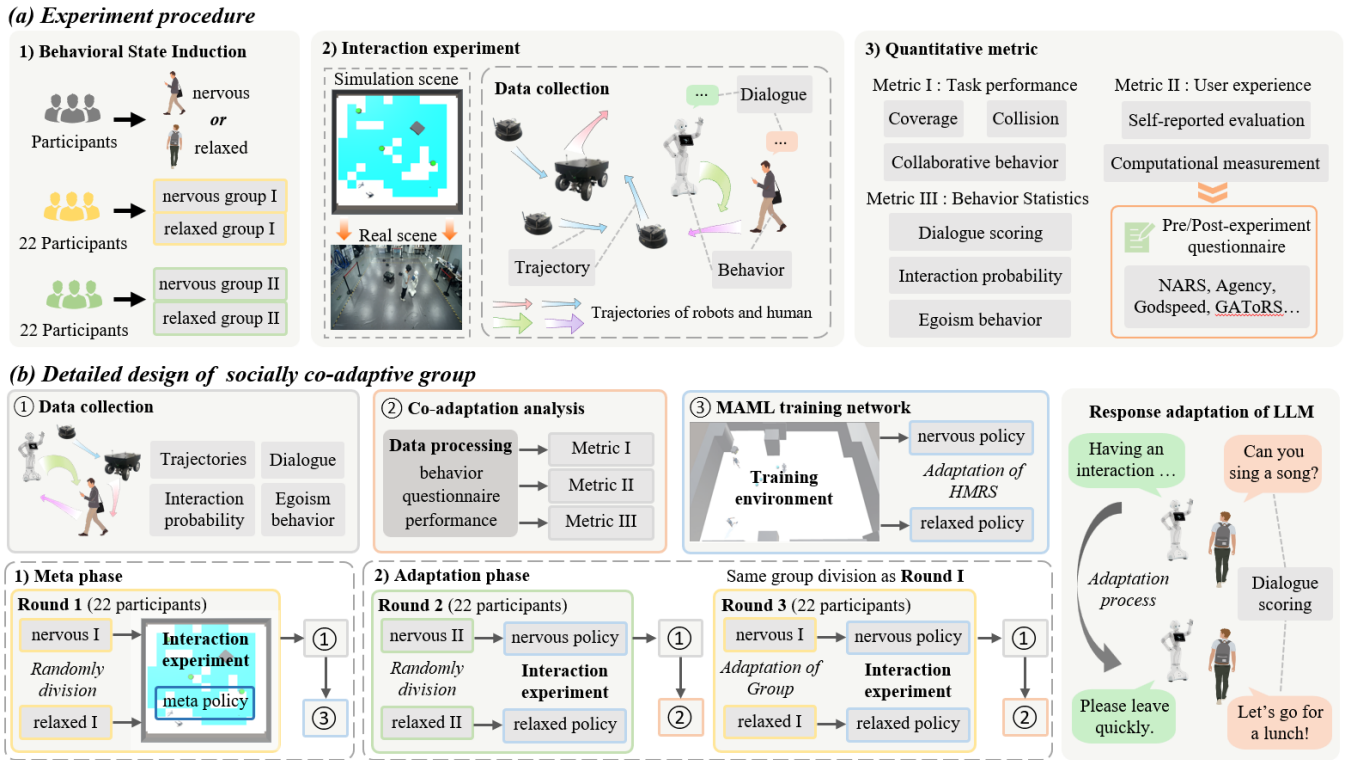 (a) Experiment procedure
1) Behavioral State Induction
Participants
nervous
or
relaxed
22 Participants
nervous group I
relaxed group I
22 Participants
nervous group II
relaxed group II
2) Interaction experiment
Simulation scene
Real scene
Data collection
...
Dialogue
...
Trajectory
Behavior
Trajectories of robots and human
3) Quantitative metric
Metric I : Task performance
Coverage
Collision
Collaborative behavior
Metric III : Behavior Statistics
Dialogue scoring
Interaction probability
Egoism behavior
Metric II : User experience
Self-reported evaluation
Computational measurement
Pre/Post-experiment
questionnaire
NARS, Agency,
Godspeed, GAToRS…
(b) Detailed design of socially co-adaptive group
① Data collection
Trajectories
Dialogue
Interaction
probability
Egoism
behavior
② Co-adaptation analysis
Data processing
behavior
questionnaire
performance
Metric I
Metric II
Metric III
③ MAML training network
Training
environment
nervous policy
Adaptation of
HMRS
relaxed policy
1) Meta phase
Round 1 (22 participants)
nervous I
Randomly
division
relaxed I
Interaction
experiment
meta policy
①
③
2) Adaptation phase
Same group division as Round I
Round 2 (22 participants)
nervous II
Randomly
division
relaxed II
nervous policy
Interaction
experiment
relaxed policy
①
②
Round 3 (22 participants)
nervous I
Adaptation of
Group
relaxed I
nervous policy
Interaction
experiment
relaxed policy
①
②
Response adaptation of LLM
Having an
interaction …
Can you
sing a song?
Adaptation
process
Dialogue
scoring
Please leave
quickly.
Let's go for
a lunch!